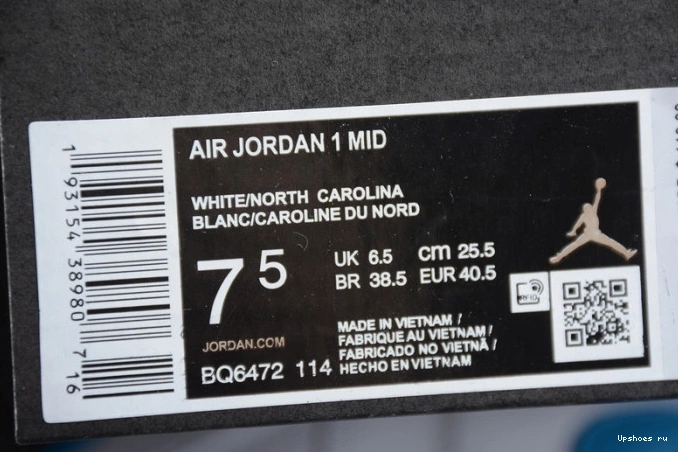 AIR JORDAN 1 MID
WHITE/NORTH CAROLINA
BLANC/CAROLINE DU NORD
7 5
UK 6.5 cm 25.5
BR 38.5 EUR 40.5
JORDAN.COM
BQ6472 114
MADE IN VIETNAM /
FABRIQUE AU VIETNAM /
FABRICADO NO VIETNÃ /
HECHO EN VIETNAM
RFID
1 93154 38980 7 16
Upshoes ru